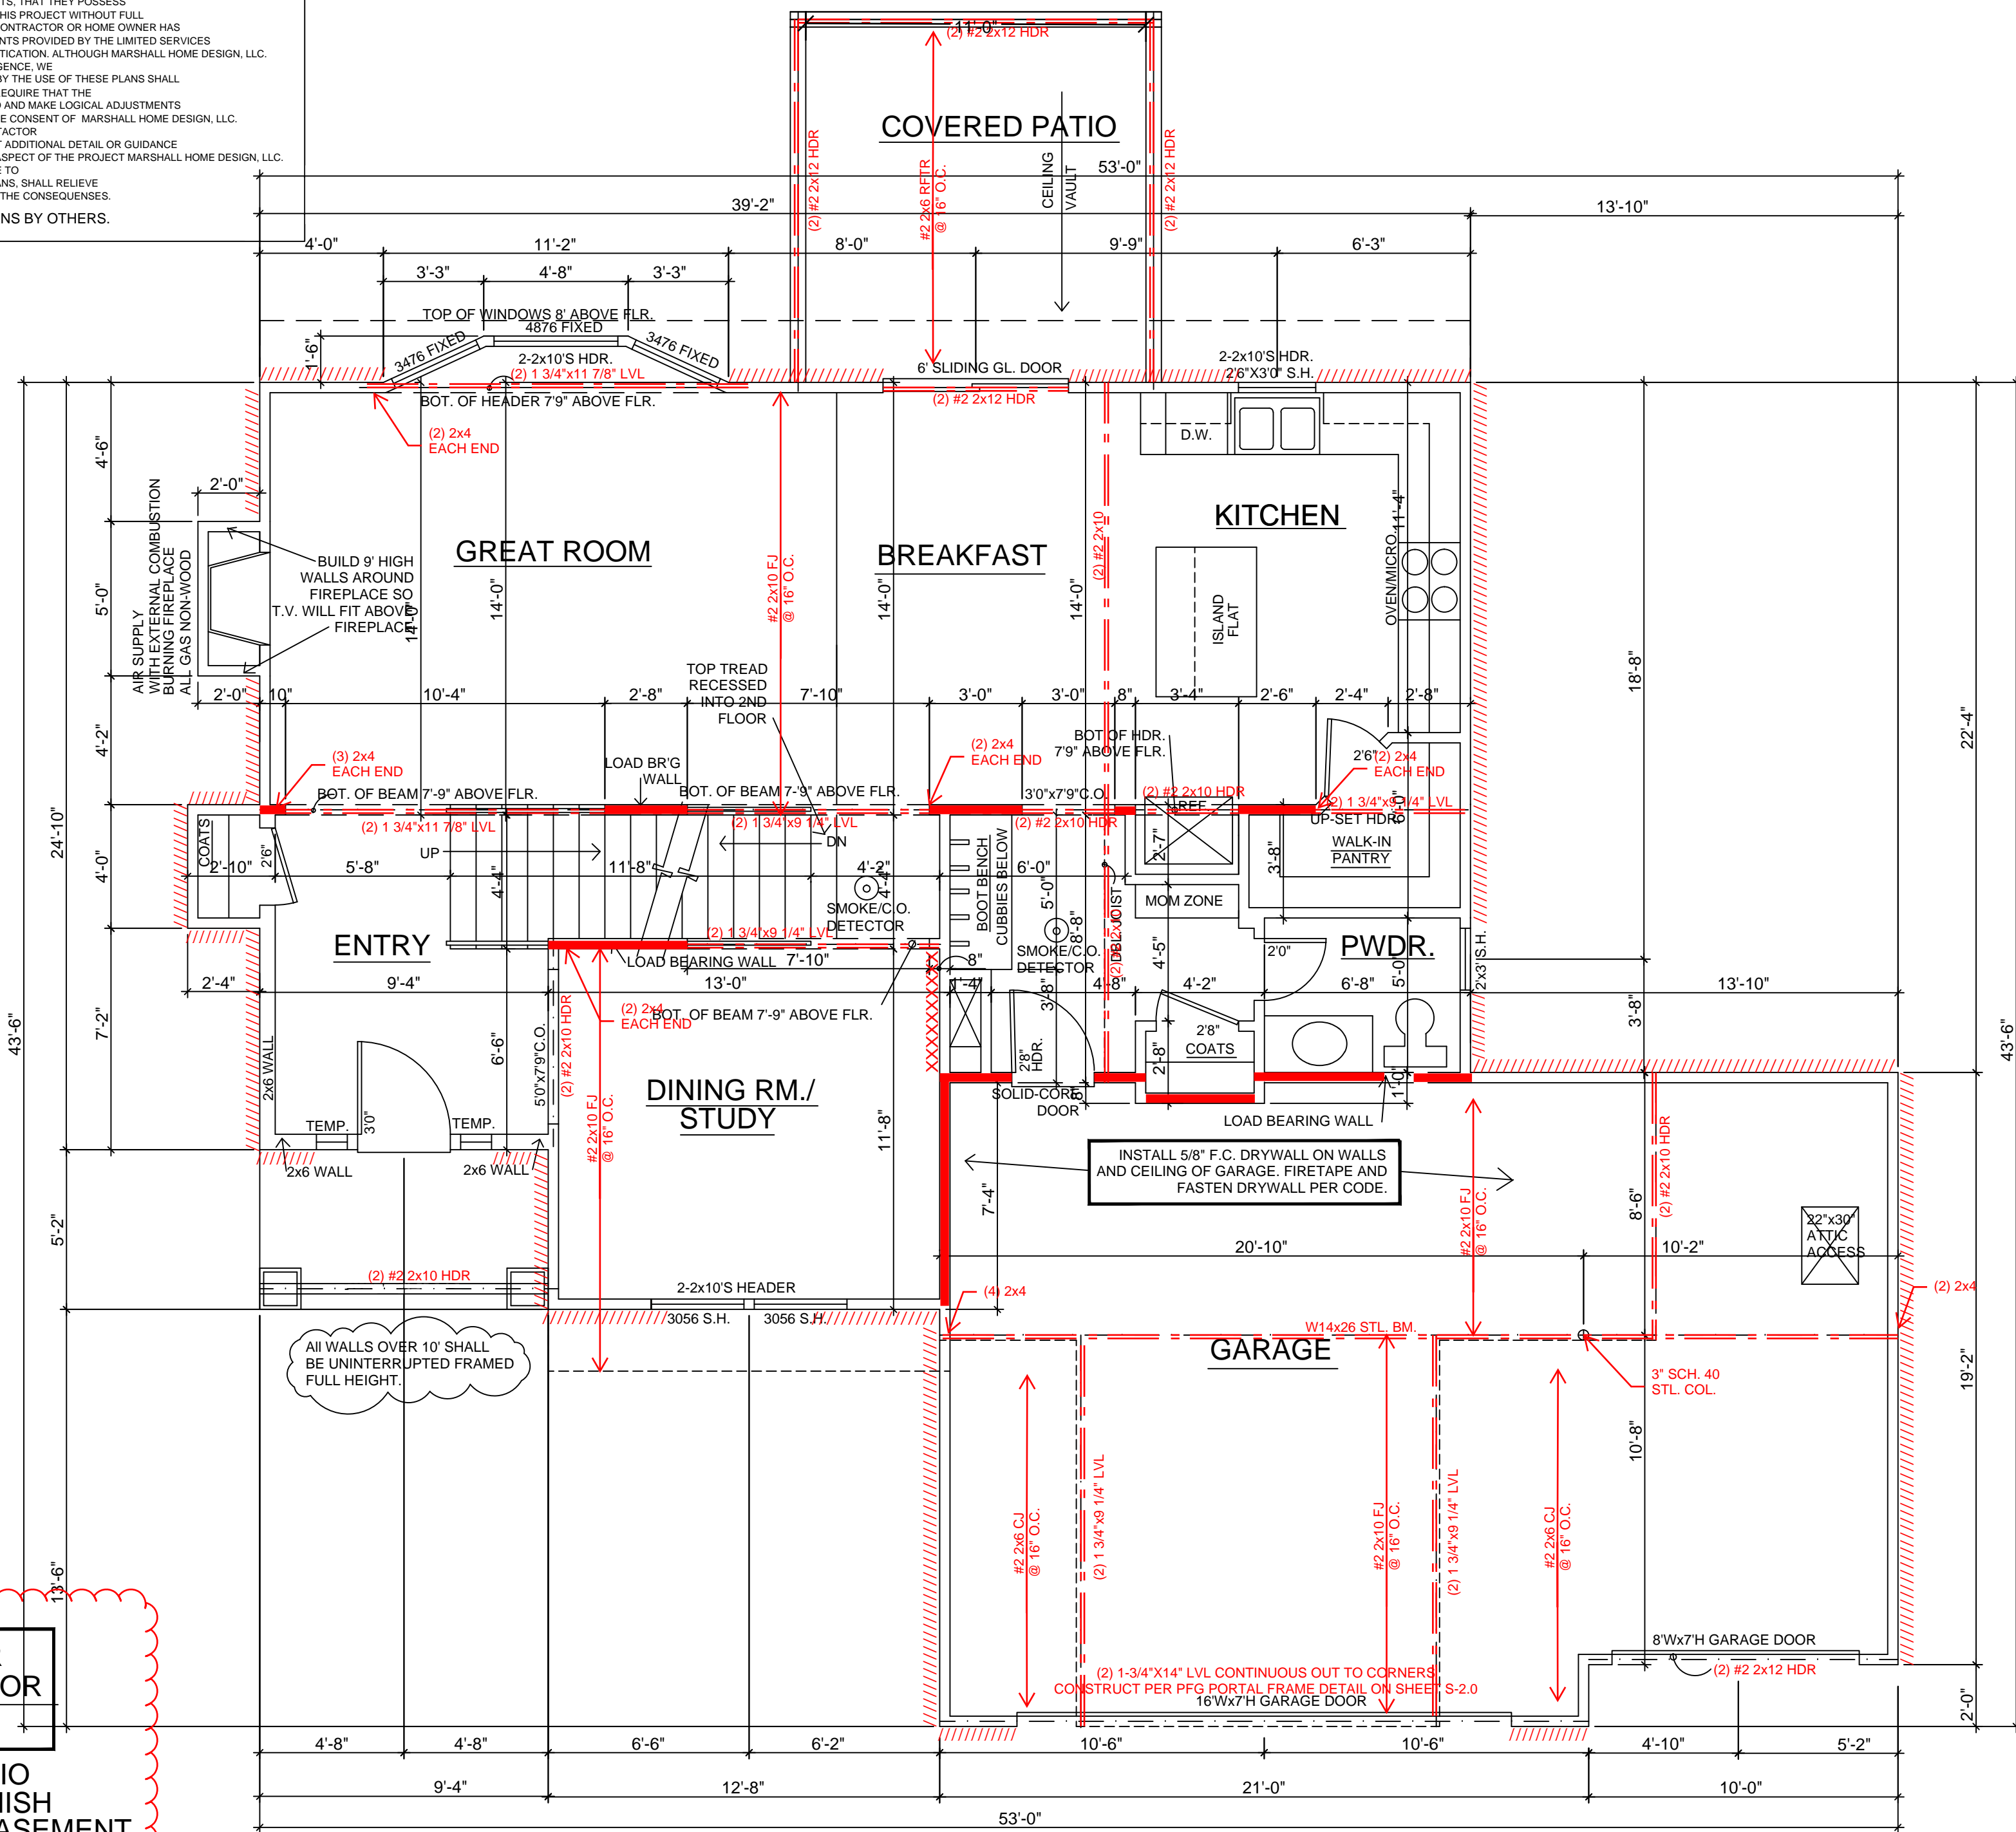 TS, THAT THEY POSSESS
HIS PROJECT WITHOUT FULL
ONTRACTOR OR HOME OWNER HAS
NTS PROVIDED BY THE LIMITED SERVICES
TICATION. ALTHOUGH MARSHALL HOME DESIGN, LLC.
GENCE, WE
BY THE USE OF THESE PLANS SHALL
EQUIRE THAT THE
AND MAKE LOGICAL ADJUSTMENTS
E CONSENT OF MARSHALL HOME DESIGN, LLC.
TACTOR
T ADDITIONAL DETAIL OR GUIDANCE
ASPECT OF THE PROJECT MARSHALL HOME DESIGN, LLC.
E TO
ANS, SHALL RELIEVE
THE CONSEQUENSES.
NS BY OTHERS.
11'-0"
(2) #2 2x12 HDR
COVERED PATIO
(2) #2 2x12 HDR
#2 2x6 RFTR
@ 16" O.C.
CEILING
VAULT
(2) #2 2x12 HDR
53'-0"
39'-2"
13'-10"
4'-0"
11'-2"
8'-0"
9'-9"
6'-3"
3'-3"
4'-8"
3'-3"
TOP OF WINDOWS 8' ABOVE FLR.
4876 FIXED
3476 FIXED
3476 FIXED
1'-6"
2-2x10'S HDR.
(2) 1 3/4"x11 7/8" LVL
BOT. OF HEADER 7'9" ABOVE FLR.
6' SLIDING GL. DOOR
(2) #2 2x12 HDR
2-2x10'S HDR.
2'6"X3'0" S.H.
(2) 2x4
EACH END
D.W.
4'-6"
2'-0"
5'-0"
AIR SUPPLY
WITH EXTERNAL COMBUSTION
BURNING FIREPLACE
ALL GAS NON-WOOD
BUILD 9' HIGH
WALLS AROUND
FIREPLACE SO
T.V. WILL FIT ABOVE
FIREPLACE
GREAT ROOM
14'-0"
14'-0"
#2 2x10 FJ
@ 16" O.C.
BREAKFAST
14'-0"
14'-0"
(2) #2 2x10
KITCHEN
ISLAND
FLAT
OVEN/MICRO.
11'-4"
18'-8"
22'-4"
TOP TREAD
RECESSED
INTO 2ND
FLOOR
2'-0"
10"
10'-4"
2'-8"
7'-10"
3'-0"
3'-0"
8"
3'-4"
2'-6"
2'-4"
2'-8"
4'-2"
(3) 2x4
EACH END
LOAD BR'G
WALL
(2) 2x4
EACH END
BOT OF HDR.
7'9" ABOVE FLR.
2'6"
(2) 2x4
EACH END
BOT. OF BEAM 7'-9" ABOVE FLR.
BOT. OF BEAM 7-'9" ABOVE FLR.
3'0"x7'9"C.O.
(2) #2 2x10 HDR
REF.
(2) 1 3/4"x9 1/4" LVL
(2) 1 3/4"x11 7/8" LVL
(2) 1 3/4"x9 1/4" LVL
(2) #2 2x10 HDR
UP-SET HDR.
6'-0"
24'-10"
COATS
2'6"
UP
DN
2'-7"
3'-8"
WALK-IN
PANTRY
4'-0"
2'-10"
5'-8"
4'-4"
11'-8"
4'-2"
4'-4"
BOOT BENCH
CUBBIES BELOW
6'-0"
5'-0"
8'-8"
DBL JOIST
(2) #2 2x10
MOM ZONE
SMOKE/C.O.
DETECTOR
(2) 1 3/4"x9 1/4" LVL
ENTRY
LOAD BEARING WALL
7'-10"
8"
SMOKE/C.O.
DETECTOR
4'-5"
2'0"
PWDR.
5'-0"
2'x3' S.H.
2'-4"
9'-4"
13'-0"
1'-4"
3'-8"
4'-8"
4'-2"
6'-8"
13'-10"
3'-8"
7'-2"
43'-6"
43'-6"
2x6 WALL
6'-6"
5'0"x7'9"C.O.
(2) #2 2x10 HDR
(2) 2x4
EACH END
BOT. OF BEAM 7'-9" ABOVE FLR.
2'8"
HDR.
2'-8"
2'8"
COATS
1'-0"
DINING RM./
STUDY
#2 2x10 FJ
@ 16" O.C.
11'-8"
8"
SOLID-CORE
DOOR
LOAD BEARING WALL
TEMP.
3'0"
TEMP.
2x6 WALL
2x6 WALL
INSTALL 5/8" F.C. DRYWALL ON WALLS
AND CEILING OF GARAGE. FIRETAPE AND
FASTEN DRYWALL PER CODE.
7'-4"
#2 2x10 FJ
@ 16" O.C.
8'-6"
(2) #2 2x10 HDR
22"x30"
ATTIC
ACCESS
5'-2"
20'-10"
10'-2"
(2) #2 2x10 HDR
2-2x10'S HEADER
3056 S.H.
3056 S.H.
(4) 2x4
(2) 2x4
W14x26 STL. BM.
GARAGE
All WALLS OVER 10' SHALL
BE UNINTERRUPTED FRAMED
FULL HEIGHT.
3" SCH. 40
STL. COL.
19'-2"
10'-8"
#2 2x6 CJ
@ 16" O.C.
(2) 1 3/4"x9 1/4" LVL
#2 2x10 FJ
@ 16" O.C.
(2) 1 3/4"x9 1/4" LVL
#2 2x6 CJ
@ 16" O.C.
13'-6"
OR
8'Wx7'H GARAGE DOOR
(2) #2 2x12 HDR
(2) 1-3/4"X14" LVL CONTINUOUS OUT TO CORNERS
CONSTRUCT PER PFG PORTAL FRAME DETAIL ON SHEET S-2.0
16'Wx7'H GARAGE DOOR
2'-0"
4'-8"
4'-8"
6'-6"
6'-2"
10'-6"
10'-6"
4'-10"
5'-2"
IO
9'-4"
12'-8"
21'-0"
10'-0"
NISH
ASEMENT
53'-0"